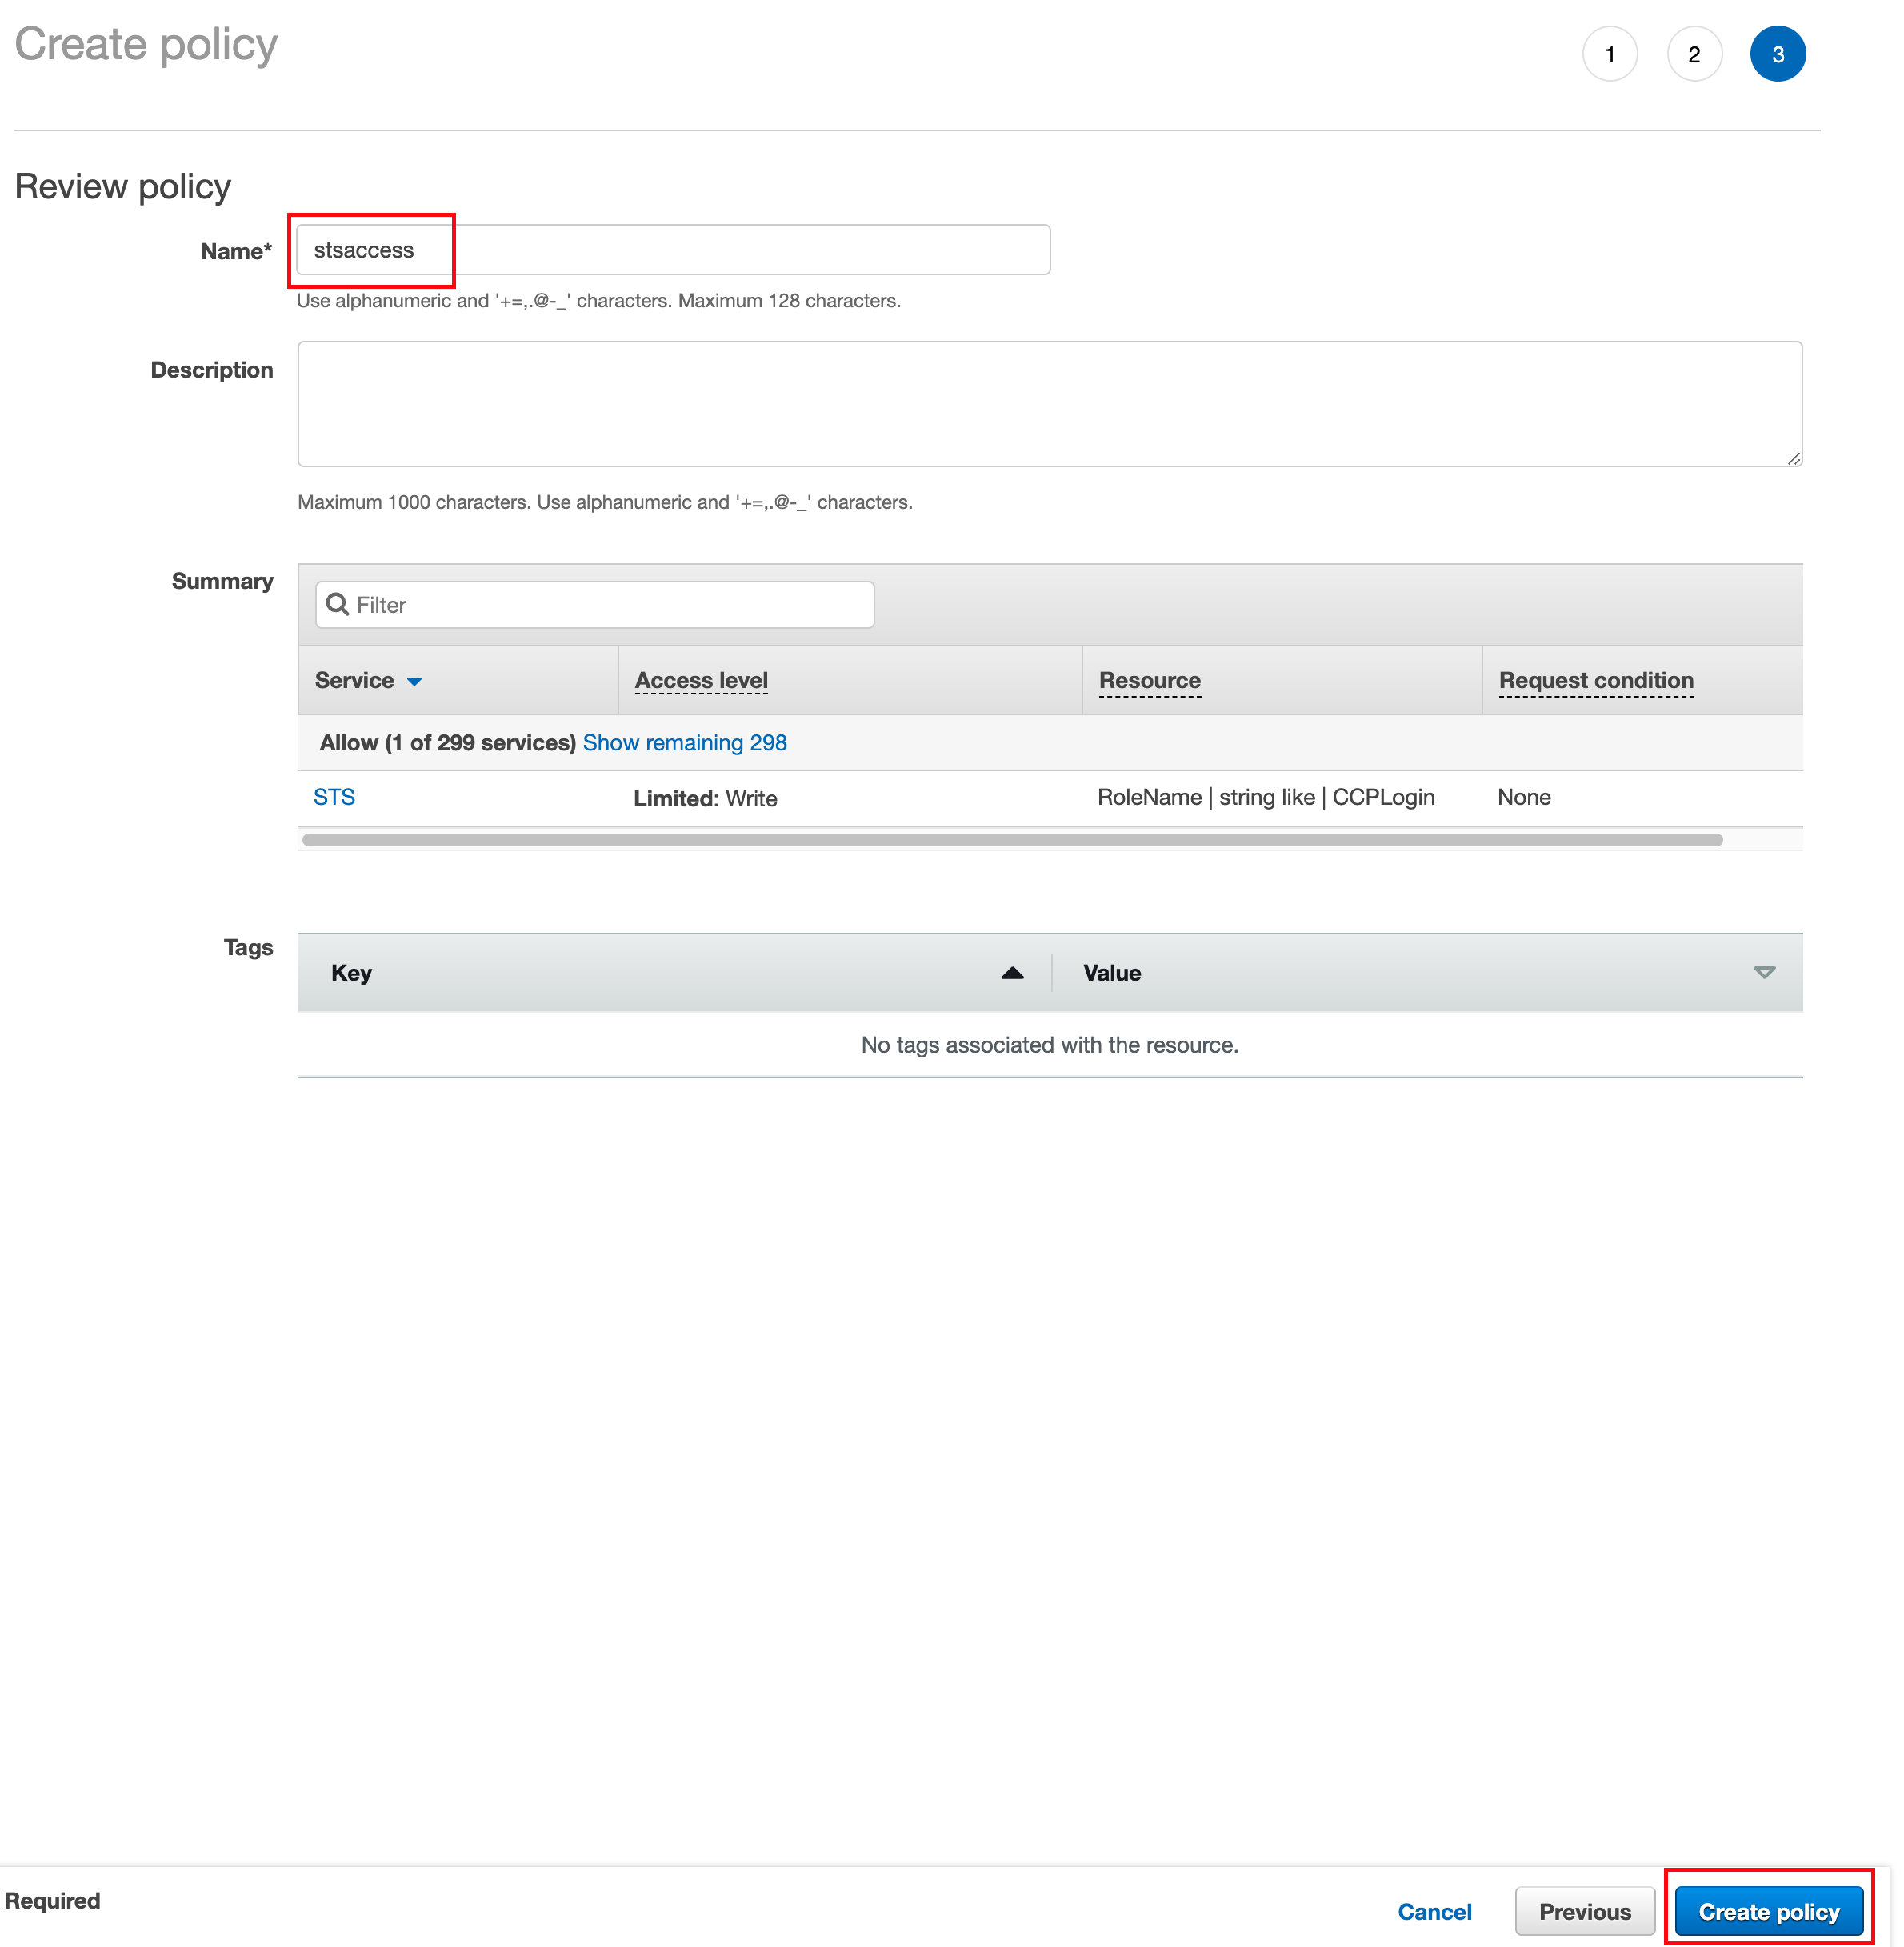 Create policy
1 2 3
Review policy
Name* stsaccess
Use alphanumeric and '+=,.@-_' characters. Maximum 128 characters.
Description
Maximum 1000 characters. Use alphanumeric and '+=,.@-_' characters.
Summary
Filter
Service Access level Resource Request condition
Allow (1 of 299 services) Show remaining 298
STS Limited: Write RoleName | string like | CCPLogin None
Tags
Key Value
No tags associated with the resource.
Required Cancel Previous Create policy